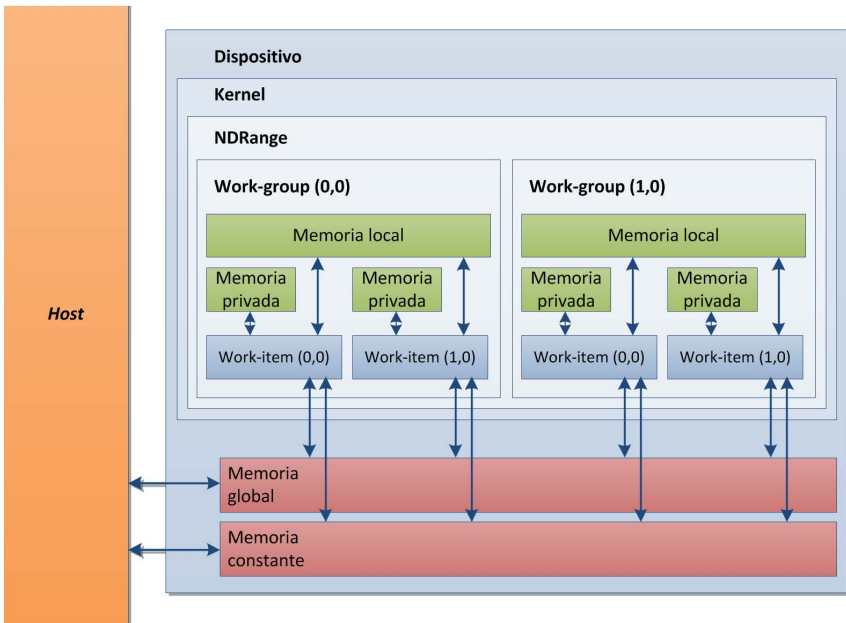 Dispositivo
Kernel
NDRange
Work-group (0,0)
Work-group (1,0)
Memoria local
Memoria local
Memoria
privada
Memoria
privada
Memoria
privada
Memoria
privada
Host
Work-item (0,0)
Work-item (1,0)
Work-item (0,0)
Work-item (1,0)
Memoria
global
Memoria
constante